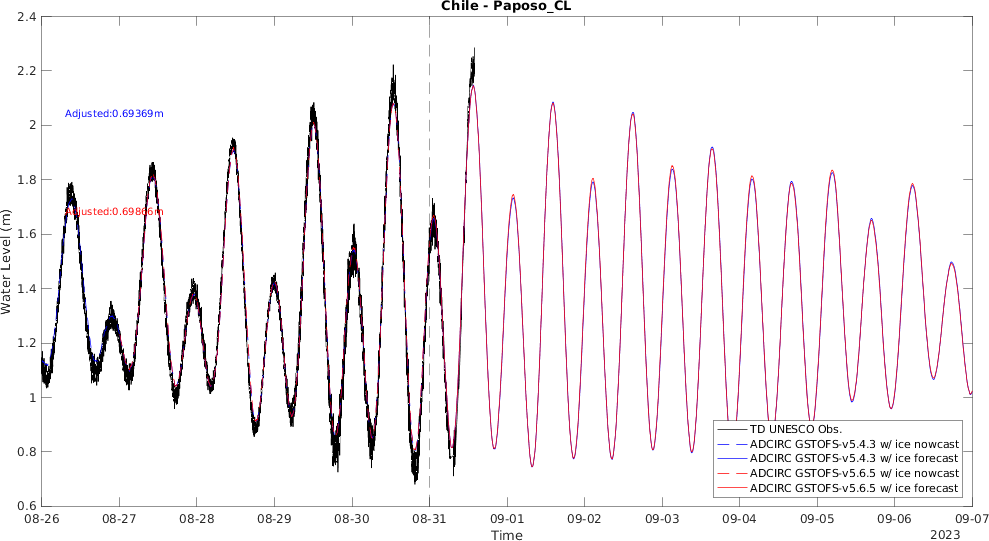 Chile - Paposo_CL
2.4
2.2
2
1.8
1.6
1.4
1.2
1
0.8
0.6
Water Level (m)
Adjusted:0.69369m
Adjusted:0.69866m
TD UNESCO Obs.
ADCIRC GSTOFS-v5.4.3 w/ ice nowcast
ADCIRC GSTOFS-v5.4.3 w/ ice forecast
ADCIRC GSTOFS-v5.6.5 w/ ice nowcast
ADCIRC GSTOFS-v5.6.5 w/ ice forecast
08-26 08-27 08-28 08-29 08-30 08-31 09-01 09-02 09-03 09-04 09-05 09-06 09-07
Time
2023